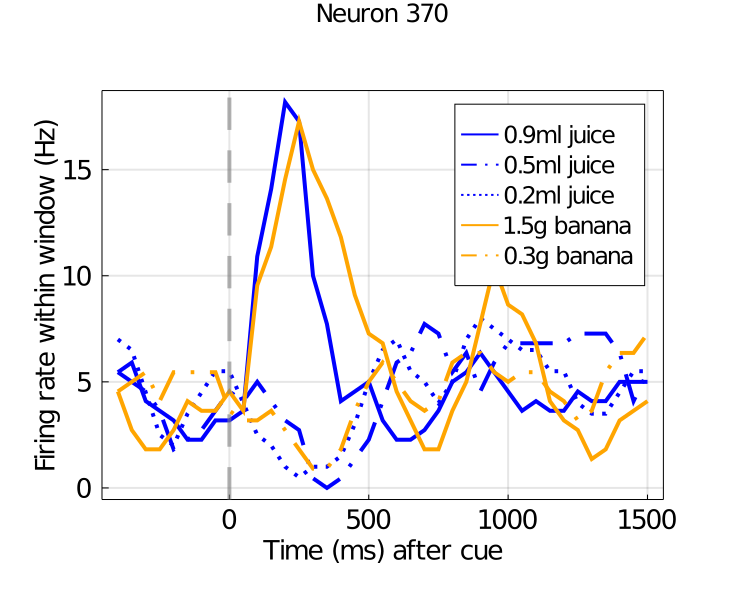 Neuron 370
Firing rate within window (Hz)
15
10
5
0
0.9ml juice
0.5ml juice
0.2ml juice
1.5g banana
0.3g banana
0 500 1000 1500
Time (ms) after cue